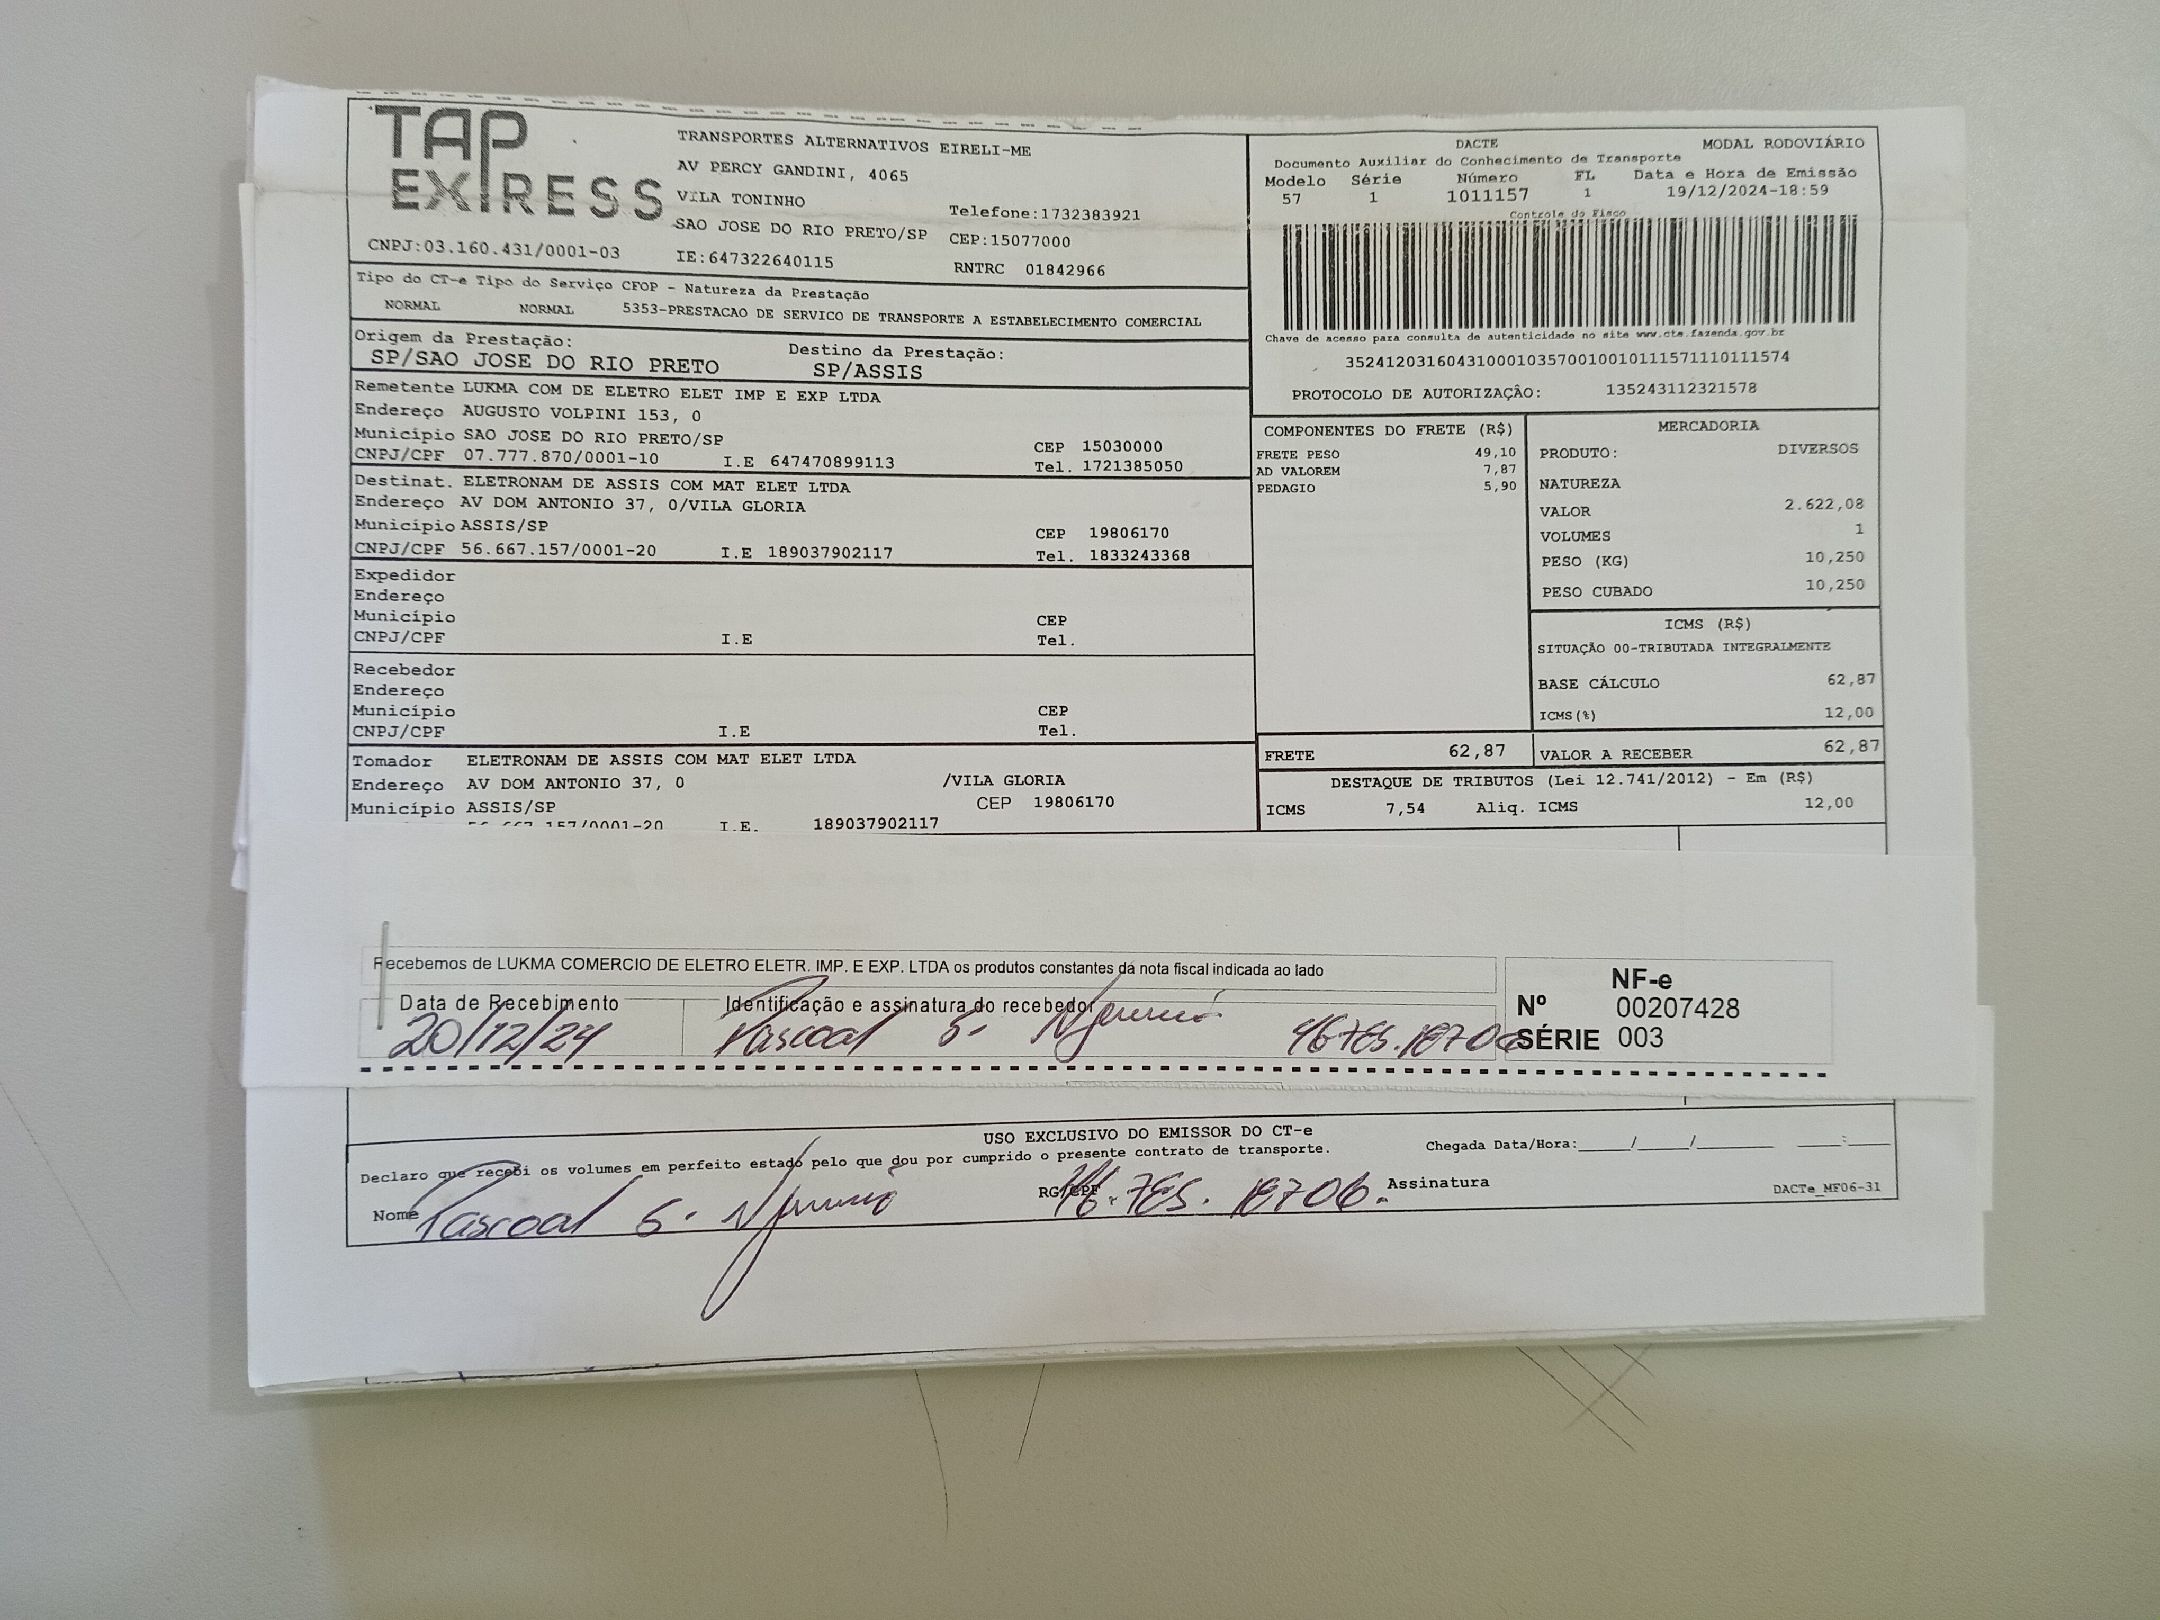 TAP
EXPRESS
CNPJ:03.160.431/0001-03
TRANSPORTES ALTERNATIVOS EIRELI-ME
AV PERCY GANDINI, 4065
VILA TONINHO
Telefone:1732383921
SAO JOSE DO RIO PRETO/SP CEP:15077000
IE:647322640115 RNTRC 01842966
DACTE MODAL RODOVIÁRIO
Documento Auxiliar do Conhecimento de Transporte
Modelo Série Número FL Data e Hora de Emissão
57 1 1011157 1 19/12/2024-18:59
Controle do Fisco
Chave de acesso para consulta de autenticidade no site www.cte.fazenda.gov.br
35241203160431000103570010010111571110111574
PROTOCOLO DE AUTORIZAÇÃO: 135243112321578
Tipo do CT-e Tipo do Serviço CFOP - Natureza da Prestação
NORMAL NORMAL 5353-PRESTACAO DE SERVICO DE TRANSPORTE A ESTABELECIMENTO COMERCIAL
Origem da Prestação: Destino da Prestação:
SP/SAO JOSE DO RIO PRETO SP/ASSIS
Remetente LUKMA COM DE ELETRO ELET IMP E EXP LTDA
Endereço AUGUSTO VOLPINI 153, 0
Município SAO JOSE DO RIO PRETO/SP CEP 15030000
CNPJ/CPF 07.777.870/0001-10 I.E 647470899113 Tel. 1721385050
Destinat. ELETRONAM DE ASSIS COM MAT ELET LTDA
Endereço AV DOM ANTONIO 37, 0/VILA GLORIA
Município ASSIS/SP CEP 19806170
CNPJ/CPF 56.667.157/0001-20 I.E 189037902117 Tel. 1833243368
Expedidor
Endereço
Município CEP
CNPJ/CPF I.E Tel.
Recebedor
Endereço
Município CEP
CNPJ/CPF I.E Tel.
Tomador ELETRONAM DE ASSIS COM MAT ELET LTDA
Endereço AV DOM ANTONIO 37, 0 /VILA GLORIA
Município ASSIS/SP CEP 19806170
56.667.157/0001-20 I.E. 189037902117
COMPONENTES DO FRETE (R$)
FRETE PESO 49,10
AD VALOREM 7,87
PEDAGIO 5,90
MERCADORIA
PRODUTO: DIVERSOS
NATUREZA
VALOR 2.622,08
VOLUMES 1
PESO (KG) 10,250
PESO CUBADO 10,250
ICMS (R$)
SITUAÇÃO 00-TRIBUTADA INTEGRALMENTE
BASE CÁLCULO 62,87
ICMS(%) 12,00
FRETE 62,87 VALOR A RECEBER 62,87
DESTAQUE DE TRIBUTOS (Lei 12.741/2012) - Em (R$)
ICMS 7,54 Aliq. ICMS 12,00
Recebemos de LUKMA COMERCIO DE ELETRO ELETR. IMP. E EXP. LTDA os produtos constantes da nota fiscal indicada ao lado
Data de Recebimento Identificação e assinatura do recebedor
20/12/24 Pascoal S.
NF-e
Nº 00207428
SÉRIE 003
USO EXCLUSIVO DO EMISSOR DO CT-e
Declaro que recebi os volumes em perfeito estado pelo que dou por cumprido o presente contrato de transporte.
Chegada Data/Hora:____/____/______ ___:___
Nome Pascoal S. RG/CPF Assinatura
DACTe_MF06-31